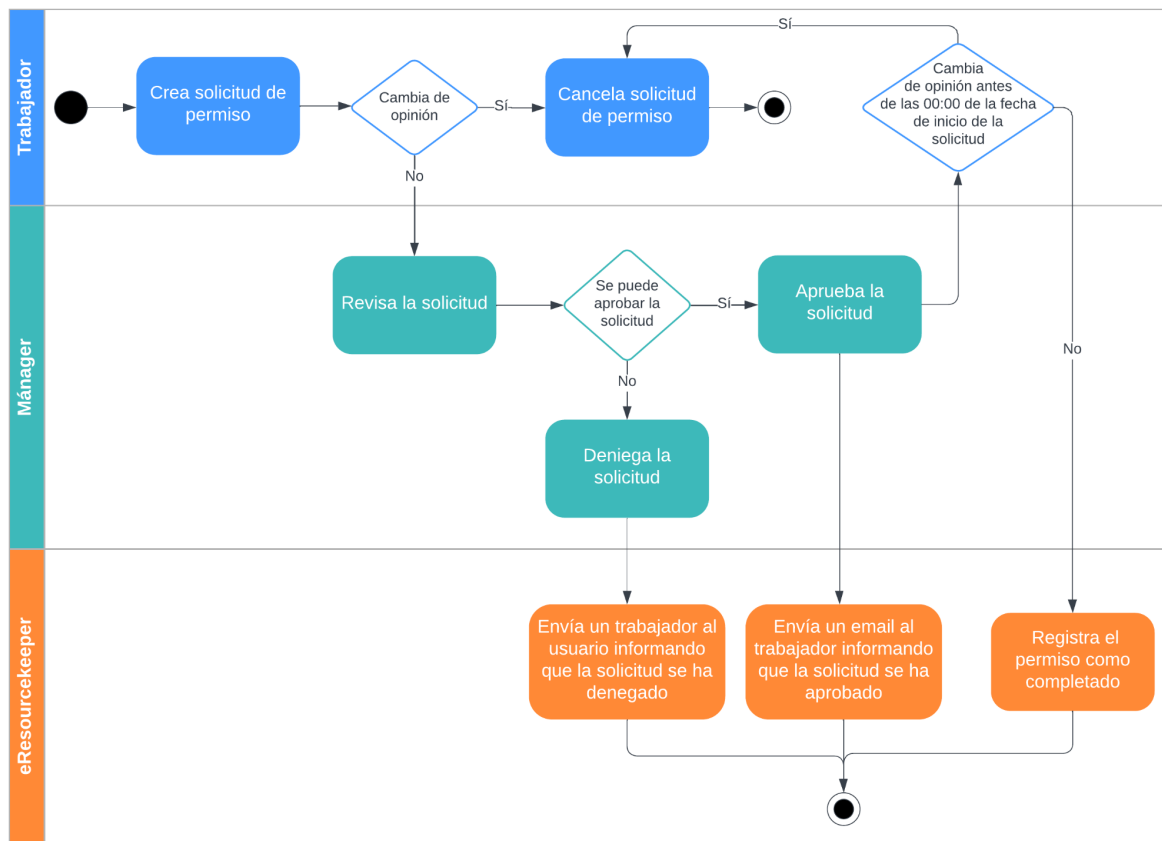 Trabajador
Crea solicitud de
permiso
Cambia de
opinión
Sí
Cancela solicitud
de permiso
Sí
Cambia
de opinión antes
de las 00:00 de la fecha
de inicio de la
solicitud
No
No
Mánager
Revisa la solicitud
Se puede
aprobar la
solicitud
Sí
Aprueba la
solicitud
No
Deniega la
solicitud
eResourcekeeper
Envía un trabajador al
usuario informando
que la solicitud se ha
denegado
Envía un email al
trabajador informando
que la solicitud se ha
aprobado
Registra el
permiso como
completado